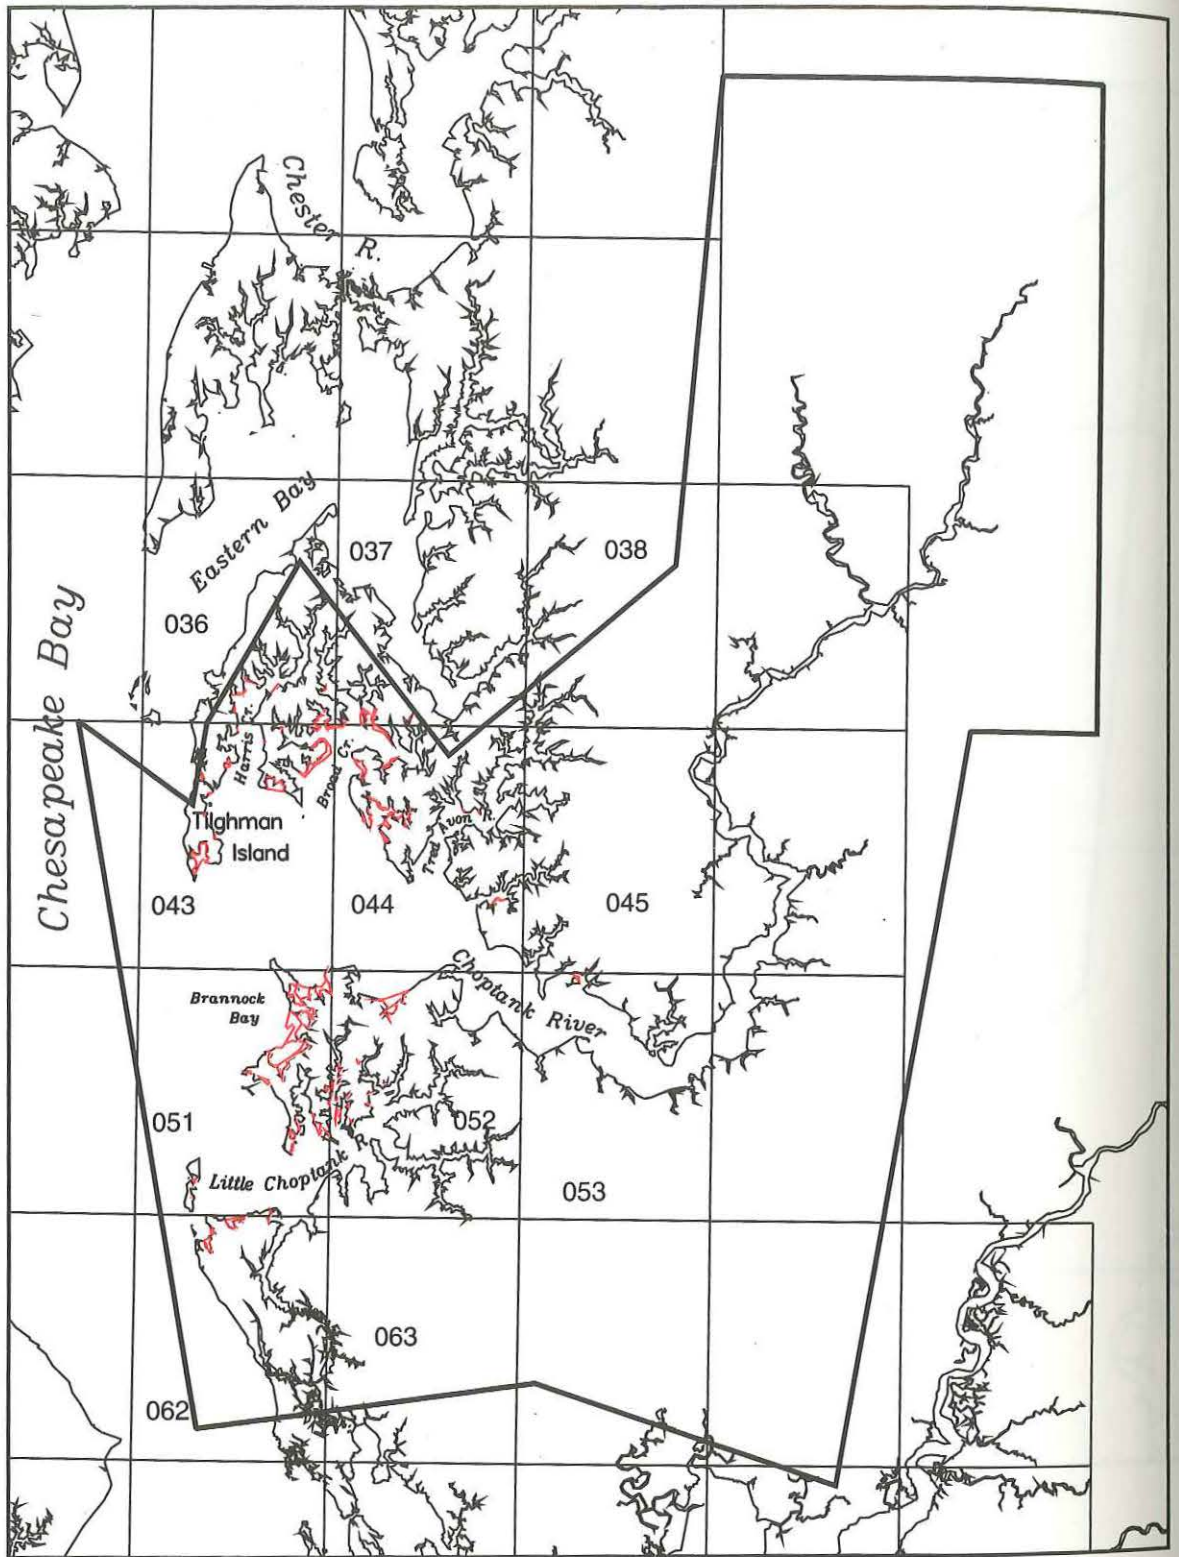 Chester R.
Eastern Bay
037
038
036
Chesapeake Bay
Harris Cr.
Broad Cr.
Tilghman
Island
Tred Avon R.
043
044
045
Brannock
Bay
Choptank River
051
052
Little Choptank R.
053
063
062